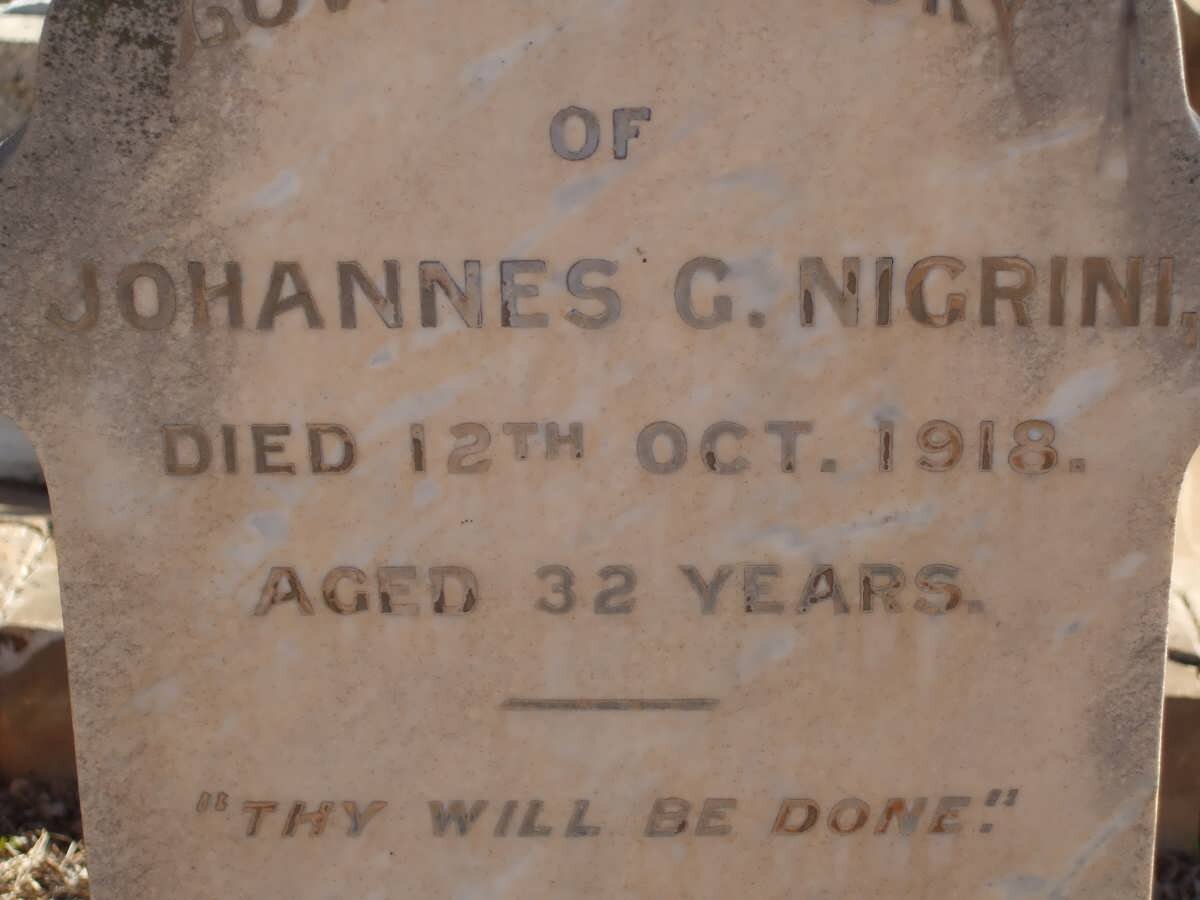 OF
JOHANNES G. NIGRINI,
DIED 12TH OCT. 1918.
AGED 32 YEARS.
"THY WILL BE DONE."